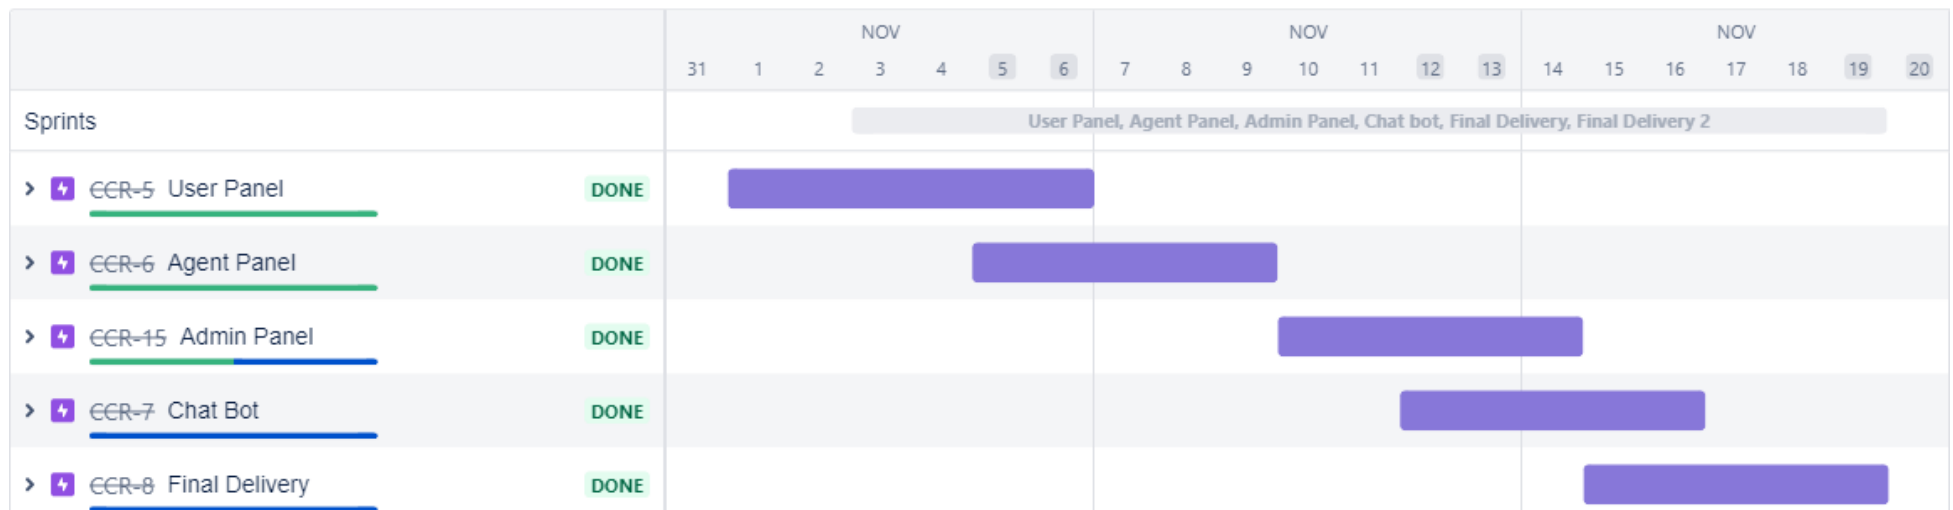 NOV NOV NOV
31 1 2 3 4 5 6 7 8 9 10 11 12 13 14 15 16 17 18 19 20
Sprints User Panel, Agent Panel, Admin Panel, Chat bot, Final Delivery, Final Delivery 2
CCR-5 User Panel DONE
CCR-6 Agent Panel DONE
CCR-15 Admin Panel DONE
CCR-7 Chat Bot DONE
CCR-8 Final Delivery DONE